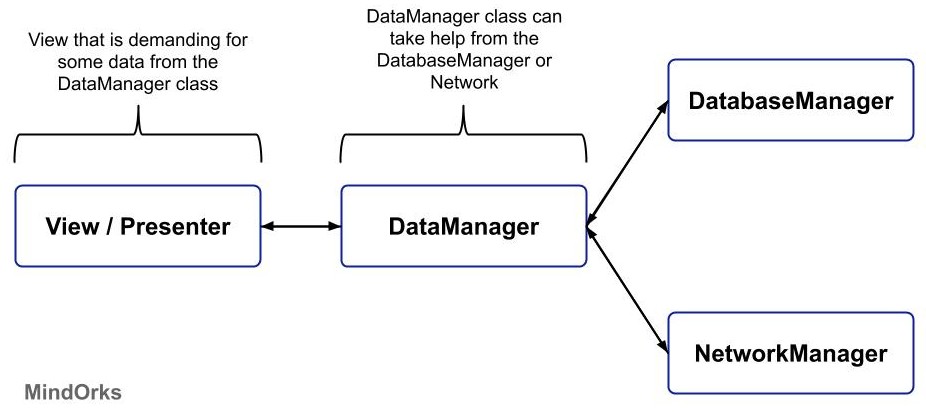 View that is demanding for
some data from the
DataManager class
DataManager class can
take help from the
DatabaseManager or
Network
View / Presenter
DataManager
DatabaseManager
NetworkManager
MindOrks